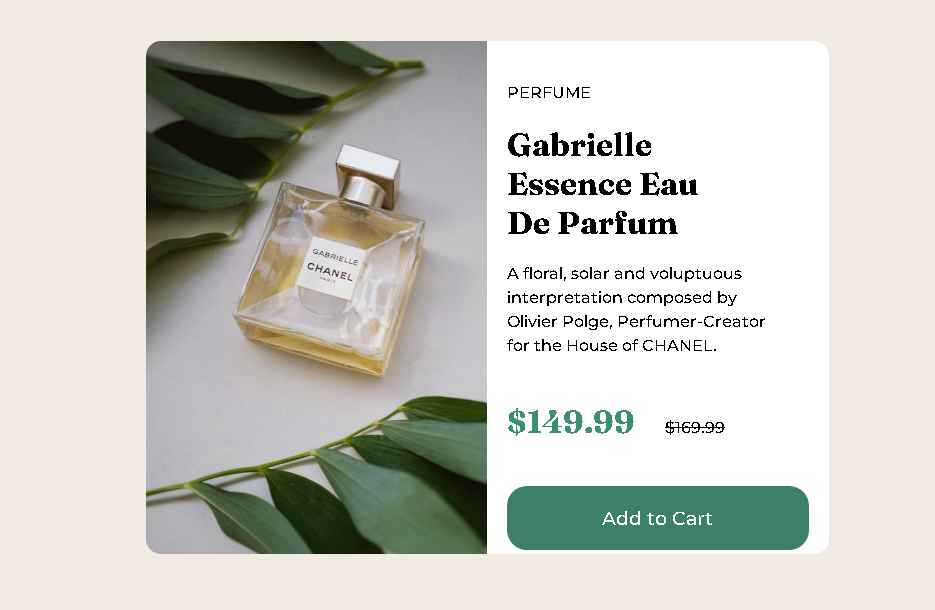 GABRIELLE
CHANEL
PARIS
PERFUME
Gabrielle
Essence Eau
De Parfum
A floral, solar and voluptuous
interpretation composed by
Olivier Polge, Perfumer-Creator
for the House of CHANEL.
$149.99 $169.99
Add to Cart